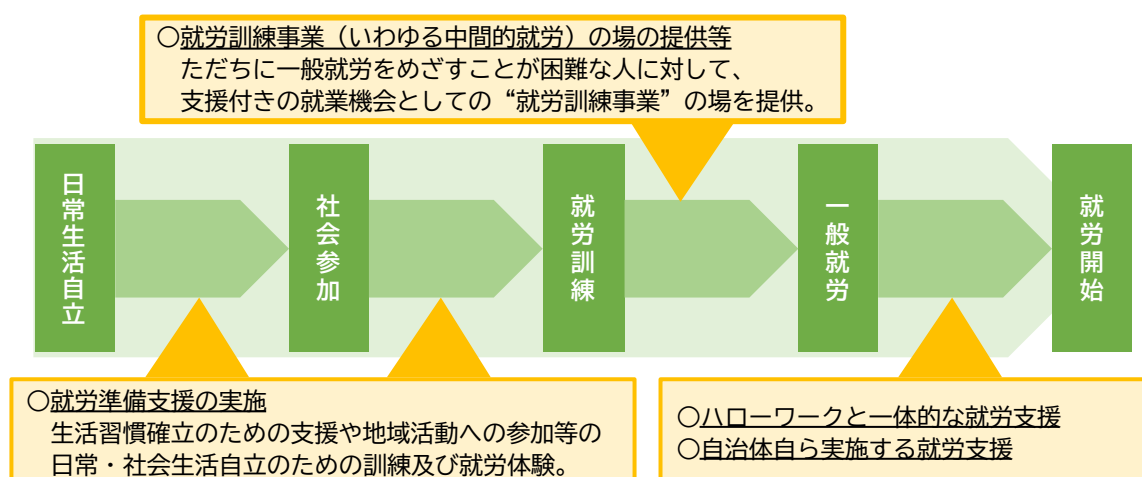 ○就労訓練事業（いわゆる中間的就労）の場の提供等
ただちに一般就労をめざすことが困難な人に対して、
支援付きの就業機会としての“就労訓練事業”の場を提供。
日常生活自立
社会参加
就労訓練
一般就労
就労開始
○就労準備支援の実施
生活習慣確立のための支援や地域活動への参加等の
日常・社会生活自立のための訓練及び就労体験。
○ハローワークと一体的な就労支援
○自治体自ら実施する就労支援